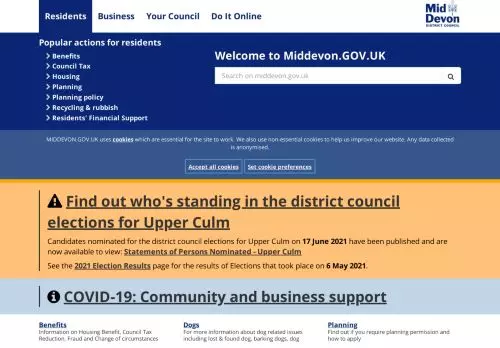 Residents Business Your Council Do It Online
Mid
Devon
DISTRICT COUNCIL
Popular actions for residents
Benefits
Council Tax
Housing
Planning
Planning policy
Recycling & rubbish
Residents' Financial Support
Welcome to Middevon.GOV.UK
Search on middevon.gov.uk
MIDDEVON.GOV.UK uses cookies which are essential for the site to work. We also use non-essential cookies to help us improve our website. Any data collected
is anonymised.
Accept all cookies Set cookie preferences
Find out who's standing in the district council
elections for Upper Culm
Candidates nominated for the district council elections for Upper Culm on 17 June 2021 have been published and are
now available to view: Statements of Persons Nominated - Upper Culm
See the 2021 Election Results page for the results of Elections that took place on 6 May 2021.
COVID-19: Community and business support
Benefits
Information on Housing Benefit, Council Tax
Reduction, Fraud and Change of circumstances
Dogs
For more information about dog related issues
including lost & found dog, barking dogs, dog
Planning
Find out if you require planning permission and
how to apply